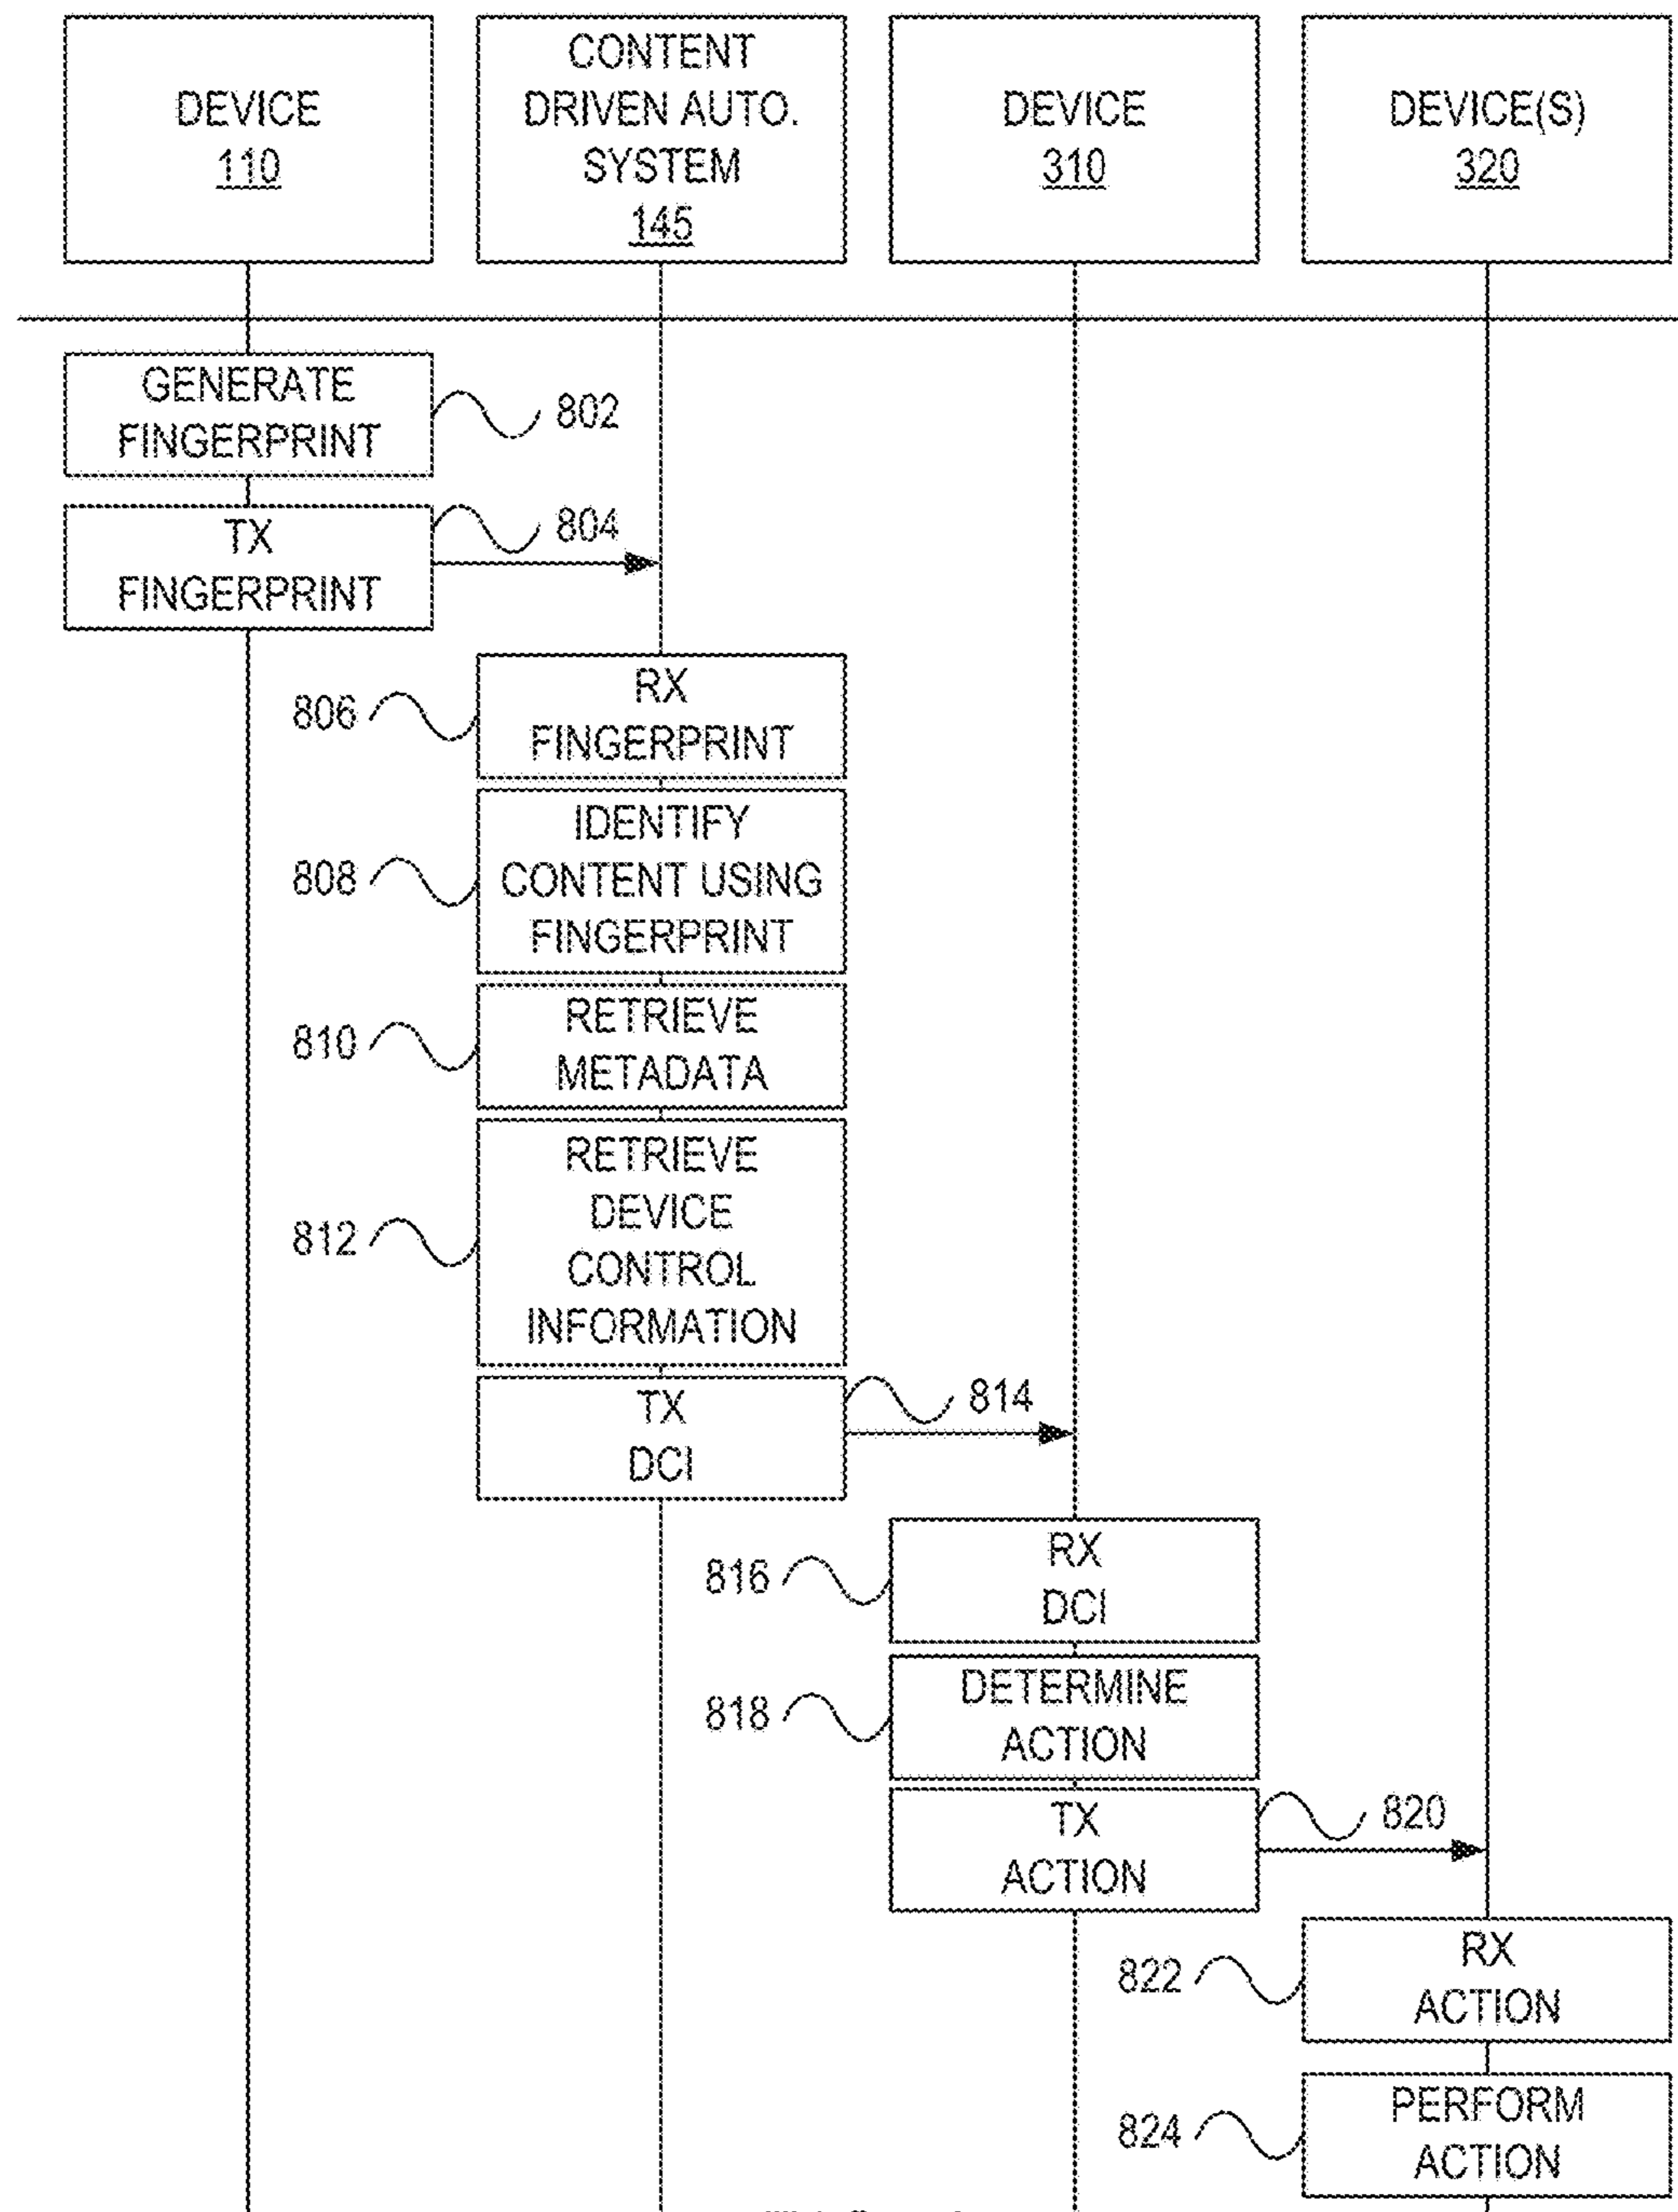 DEVICE
110
CONTENT
DRIVEN AUTO.
SYSTEM
145
DEVICE
310
DEVICE(S)
320
GENERATE
FINGERPRINT
802
TX
FINGERPRINT
804
806
RX
FINGERPRINT
808
IDENTIFY
CONTENT USING
FINGERPRINT
810
RETRIEVE
METADATA
812
RETRIEVE
DEVICE
CONTROL
INFORMATION
TX
DCI
814
816
RX
DCI
818
DETERMINE
ACTION
TX
ACTION
820
822
RX
ACTION
824
PERFORM
ACTION